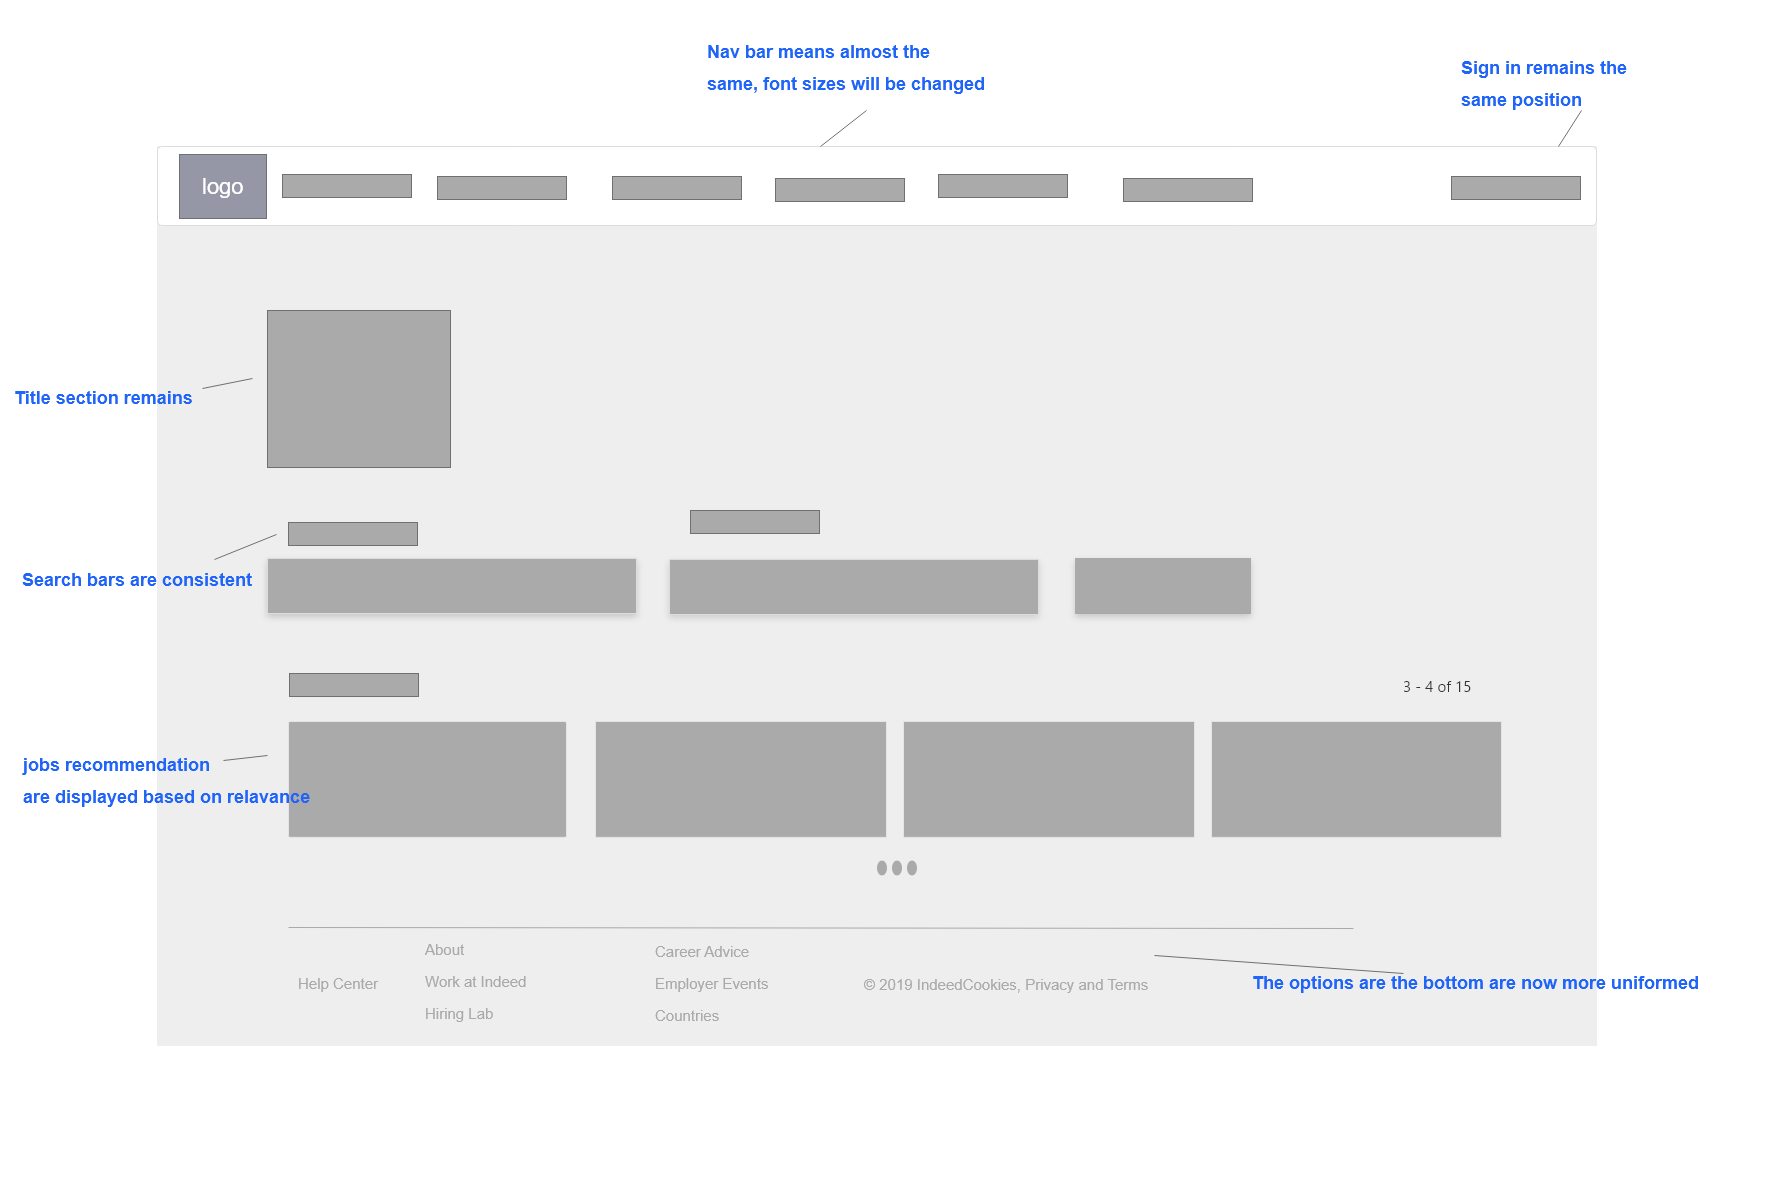 Nav bar means almost the
same, font sizes will be changed
Sign in remains the
same position
logo
Title section remains
Search bars are consistent
3 - 4 of 15
jobs recommendation
are displayed based on relavance
About
Work at Indeed
Hiring Lab
Help Center
Career Advice
Employer Events
Countries
© 2019 IndeedCookies, Privacy and Terms
The options are the bottom are now more uniformed